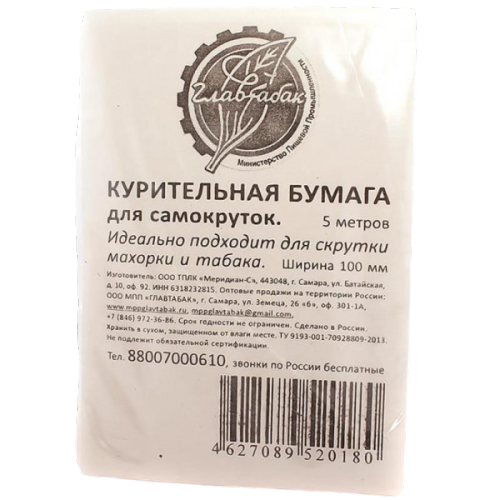 Главтабак
Министерство Пищевой Промышленности
КУРИТЕЛЬНАЯ БУМАГА
для самокруток. 5 метров
Идеально подходит для скрутки
махорки и табака. Ширина 100 мм
Изготовитель: ООО ТПЛК «Меридиан-С», 443048, г. Самара, ул. Батайская,
д. 10, оф. 92. ИНН 6318232815. Оптовые продажи на территории России:
ООО МПП «ГЛАВТАБАК», г. Самара, ул. Земеца, 26 «б», оф. 301-1А,
www.mppglavtabak.ru, mppglavtabak@gmail.com,
+7 (846) 972-36-86. Срок годности не ограничен. Сделано в России.
Хранить в сухом, защищенном от влаги месте. ТУ 9193-001-70928809-2013.
Не подлежит обязательной сертификации.
Тел. 88007000610, звонки по России бесплатные
4 627089 520180